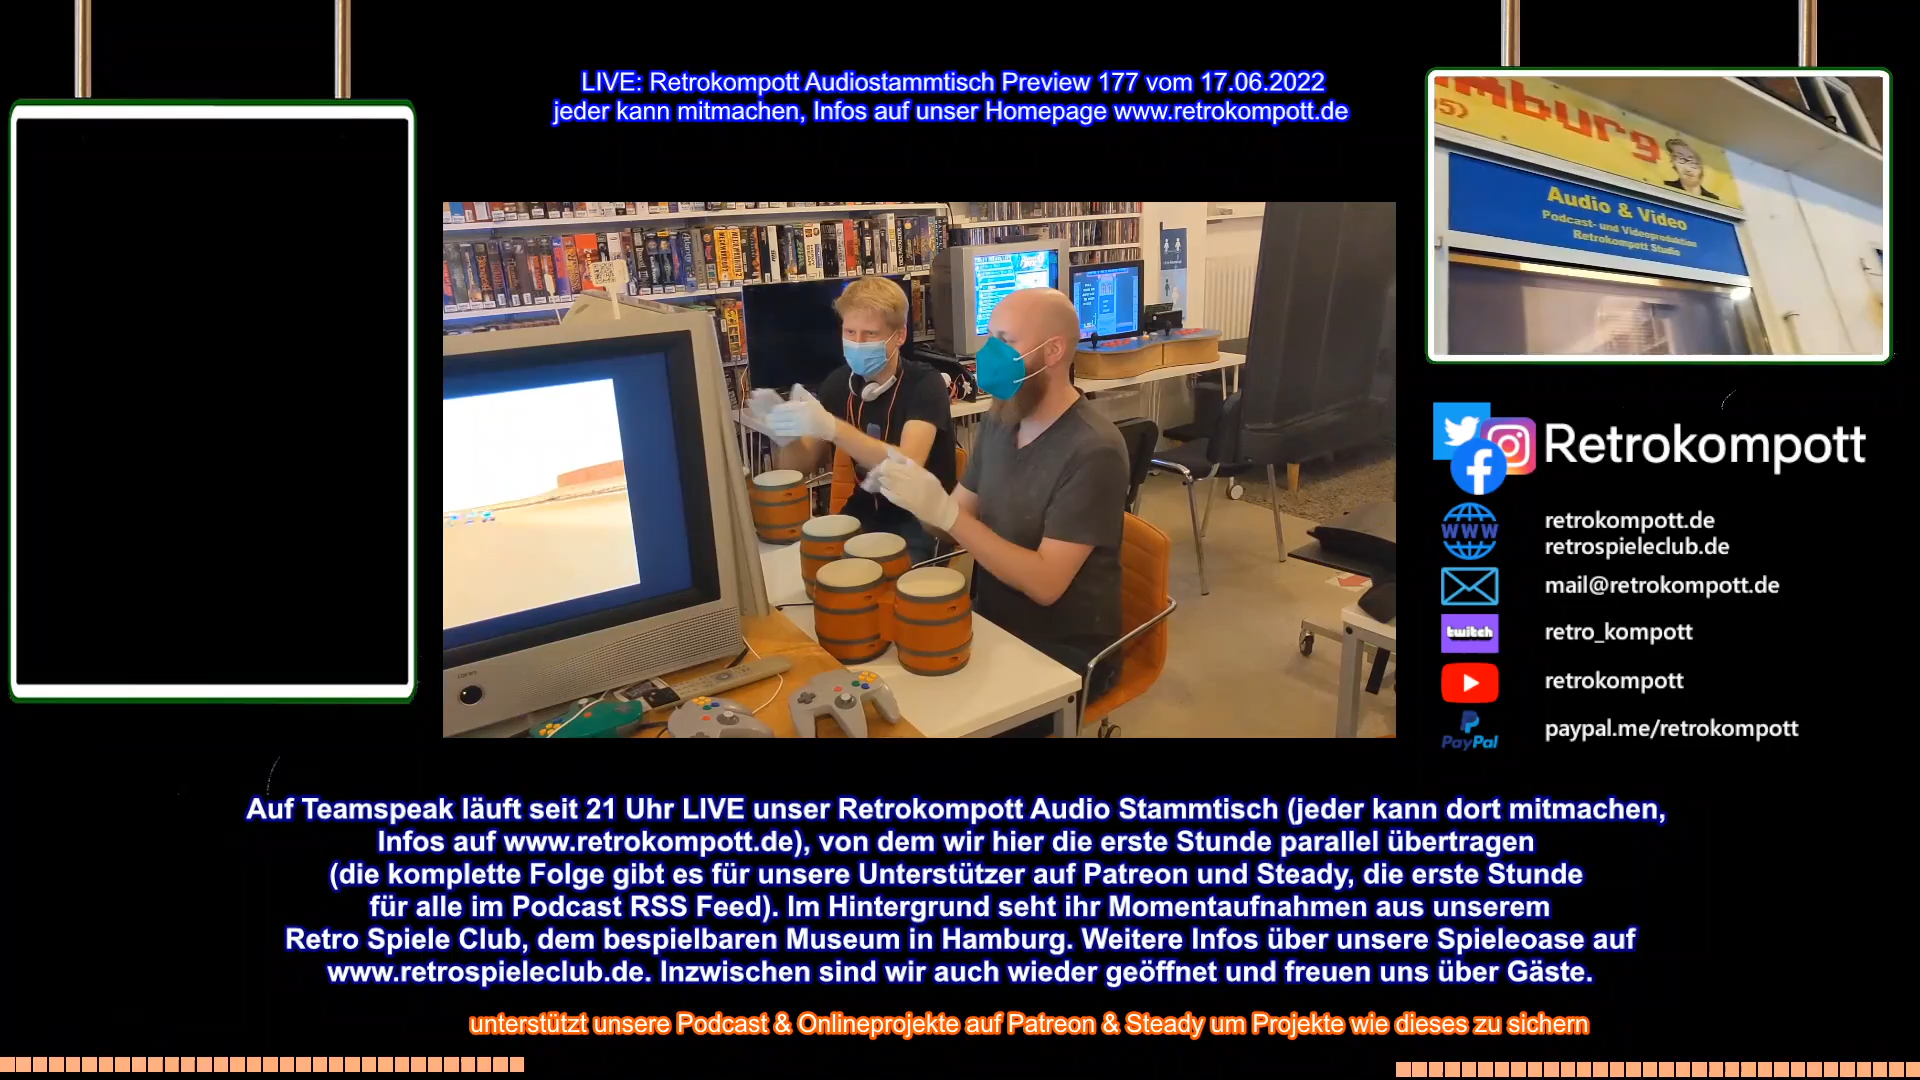 LIVE: Retrokompott Audiostammtisch Preview 177 vom 17.06.2022
jeder kann mitmachen, Infos auf unser Homepage www.retrokompott.de
mburg
Audio & Video
Podcast- und Videoproduktion
Retrokompott Studio
Retrokompott
WWW
retrokompott.de
retrospieleclub.de
mail@retrokompott.de
twitch
retro_kompott
retrokompott
PayPal
paypal.me/retrokompott
Auf Teamspeak läuft seit 21 Uhr LIVE unser Retrokompott Audio Stammtisch (jeder kann dort mitmachen,
Infos auf www.retrokompott.de), von dem wir hier die erste Stunde parallel übertragen
(die komplette Folge gibt es für unsere Unterstützer auf Patreon und Steady, die erste Stunde
für alle im Podcast RSS Feed). Im Hintergrund seht ihr Momentaufnahmen aus unserem
Retro Spiele Club, dem bespielbaren Museum in Hamburg. Weitere Infos über unsere Spieleoase auf
www.retrospieleclub.de. Inzwischen sind wir auch wieder geöffnet und freuen uns über Gäste.
unterstützt unsere Podcast & Onlineprojekte auf Patreon & Steady um Projekte wie dieses zu sichern